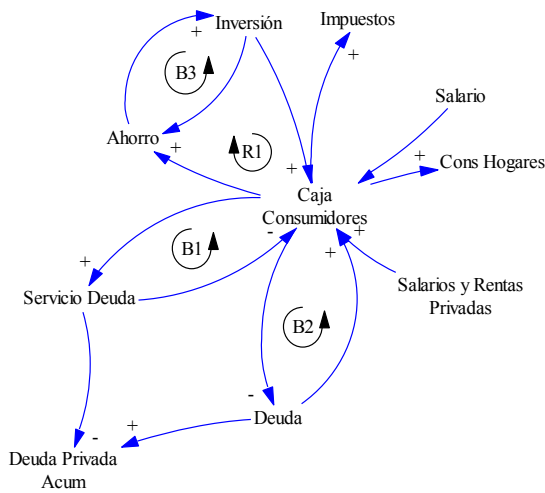 Inversión
Impuestos
+
+
B3
Salario
Ahorro
+
R1
+
+
Cons Hogares
Caja
Consumidores
-
+
+
B1
+
Servicio Deuda
Salarios y Rentas
Privadas
B2
-
Deuda
+
-
Deuda Privada
Acum